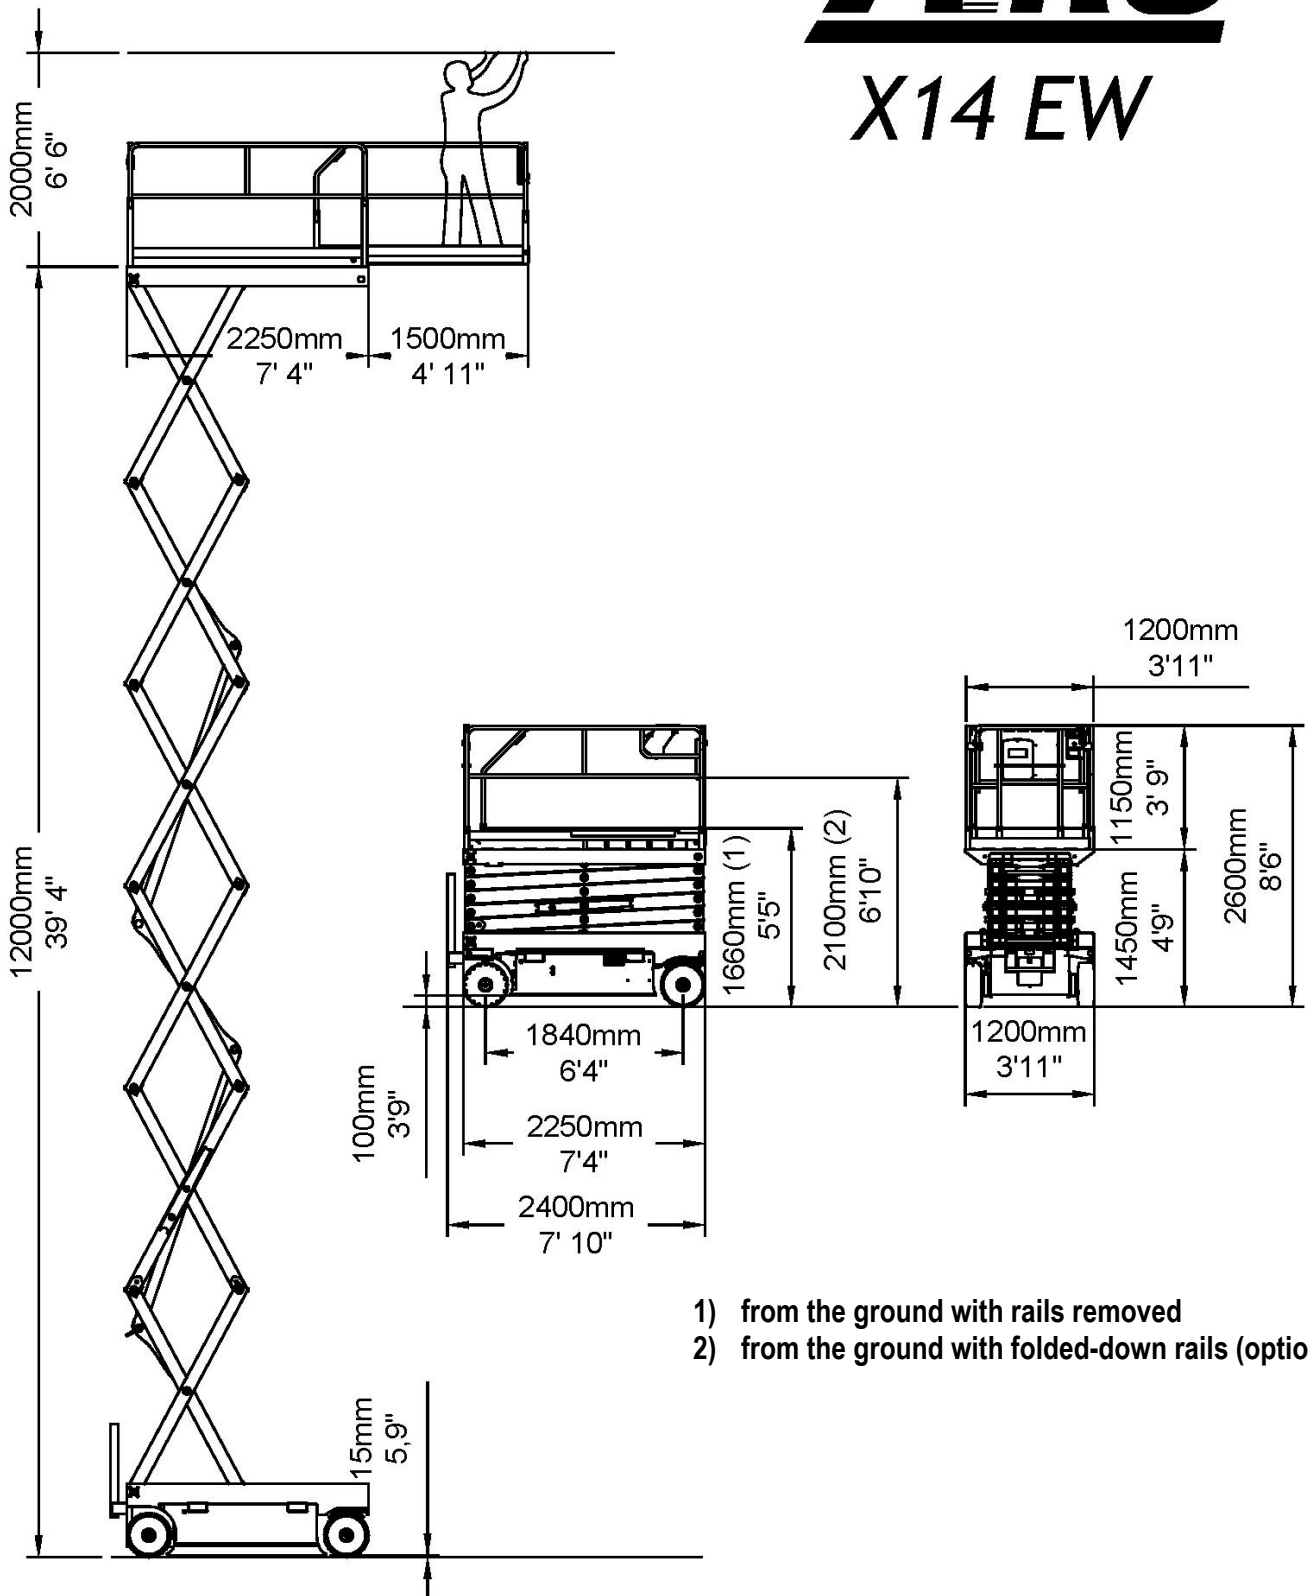 X14 EW
2000mm
6' 6"
2250mm
7' 4"
1500mm
4' 11"
12000mm
39' 4"
1200mm
3'11"
1150mm
3' 9"
2600mm
8'6"
1450mm
4'9"
1660mm (1)
5'5"
2100mm (2)
6'10"
1840mm
6'4"
1200mm
3'11"
100mm
3'9"
2250mm
7'4"
2400mm
7' 10"
1) from the ground with rails removed
2) from the ground with folded-down rails (optio
15mm
5,9"